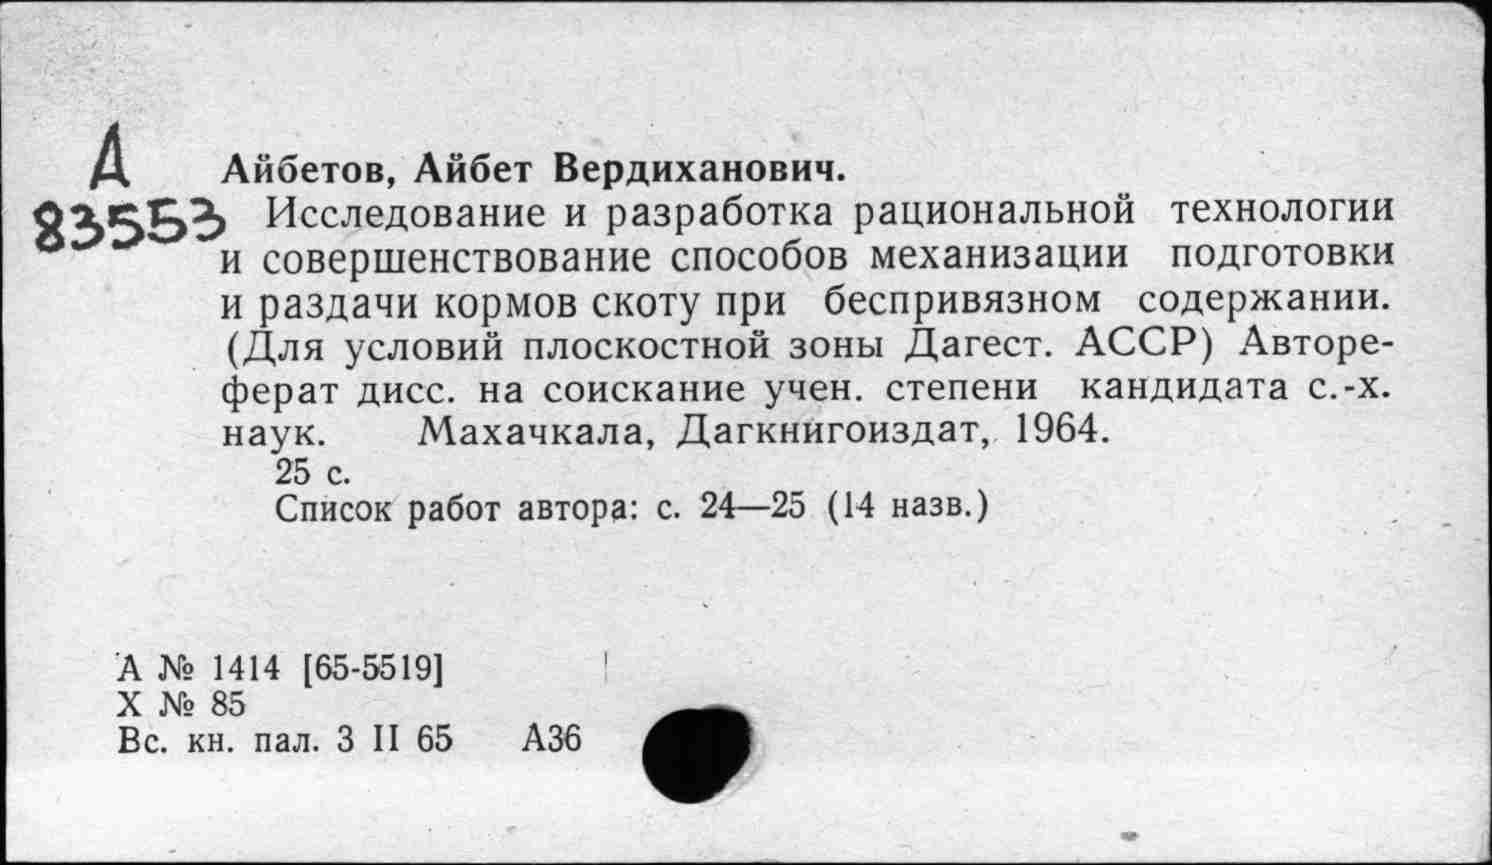 Д
83553
Айбетов, Айбет Вердиханович.
Исследование и разработка рациональной технологии
и совершенствование способов механизации подготовки
и раздачи кормов скоту при беспривязном содержании.
(Для условий плоскостной зоны Дагест. АССР) Авторе-
ферат дисс. на соискание учен. степени кандидата с.-х.
наук. Махачкала, Дагкнигоиздат, 1964.
25 с.
Список работ автора: с. 24—25 (14 назв.)
А № 1414 [65-5519]
Х № 85
Вс. кн. пал. 3 II 65 А36